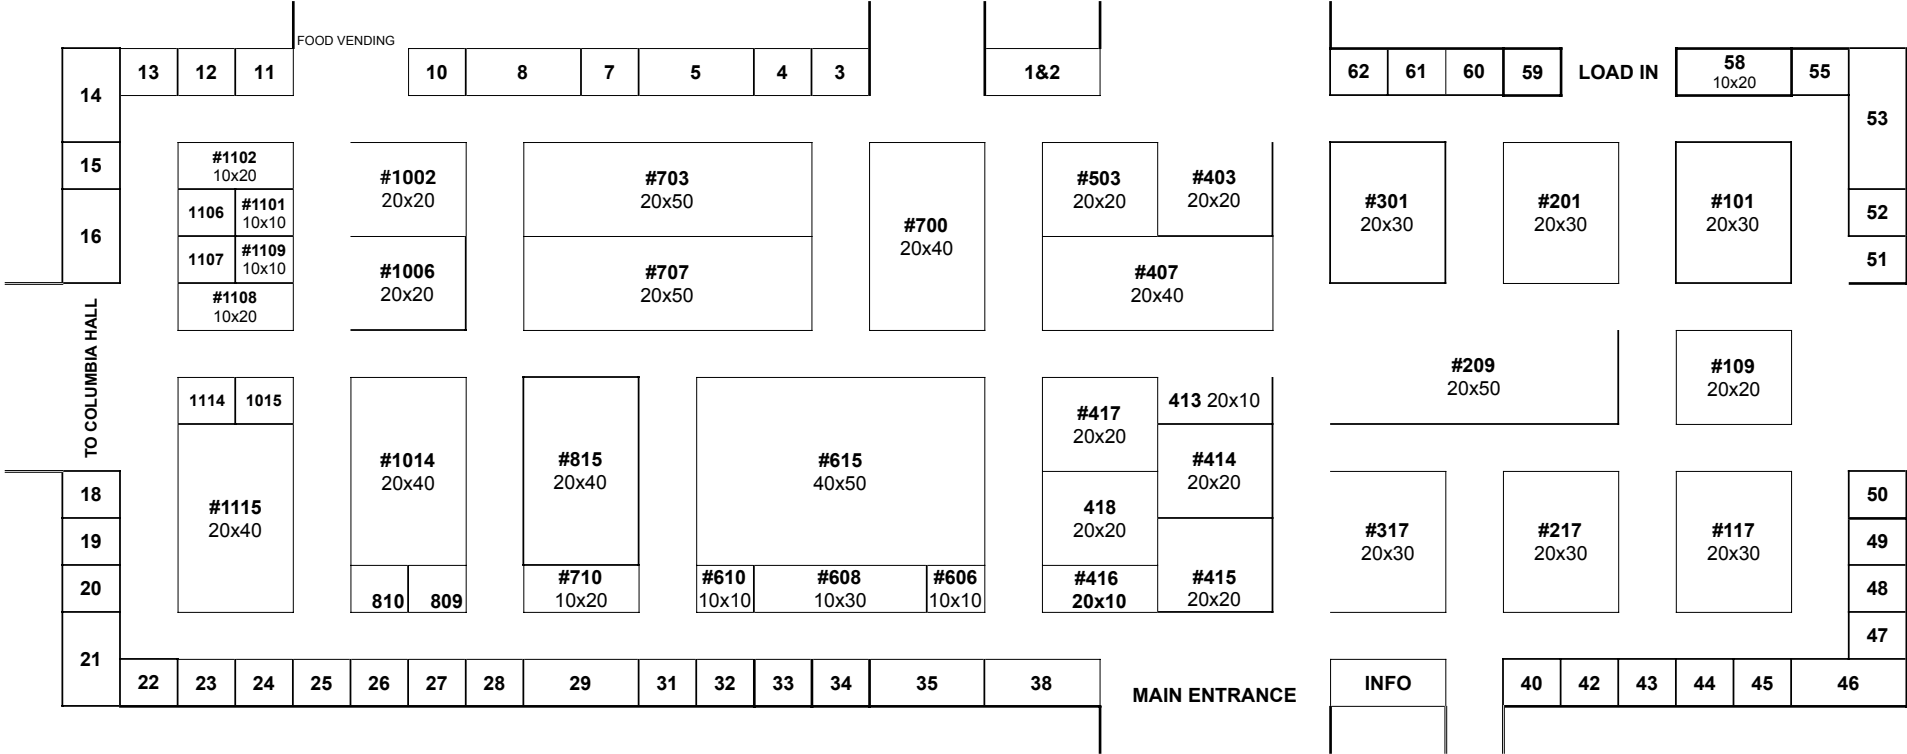 FOOD VENDING
13 12 11 10 8 7 5 4 3 1&2 62 61 60 59 LOAD IN 58 55
10x20
14
53
#1102
10x20
15
#1002
20x20
#703
20x50
#503
20x20
#403
20x20
#301
20x30
#201
20x30
#101
20x30
1106 #1101
10x10
52
16
#700
20x40
1107 #1109
10x10
51
#1006
20x20
#707
20x50
#407
20x40
#1108
10x20
TO COLUMBIA HALL
#209
20x50
#109
20x20
1114 1015
#417
20x20
413 20x10
#1014
20x40
#815
20x40
#615
40x50
#414
20x20
18
50
#1115
20x40
418
20x20
#317
20x30
#217
20x30
#117
20x30
19
49
20
48
810 809
#710
10x20
#610
10x10
#608
10x30
#606
10x10
#416
20x10
#415
20x20
47
21
22 23 24 25 26 27 28 29 31 32 33 34 35 38 MAIN ENTRANCE INFO 40 42 43 44 45 46